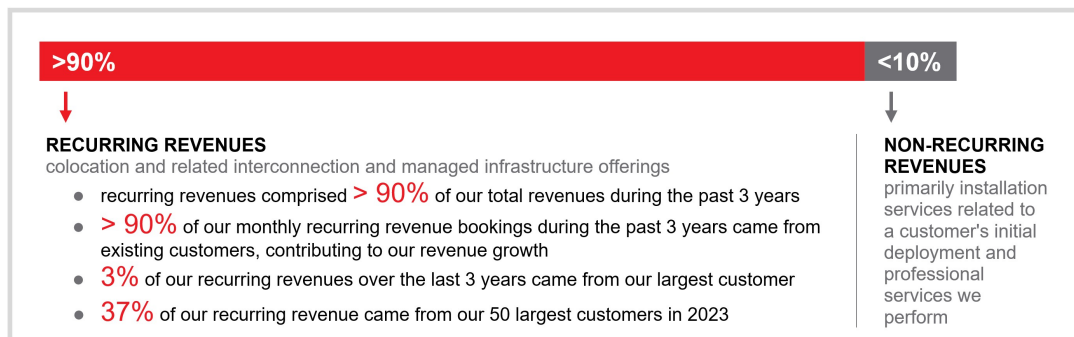 >90%
<10%
RECURRING REVENUES
colocation and related interconnection and managed infrastructure offerings
● recurring revenues comprised > 90% of our total revenues during the past 3 years
● > 90% of our monthly recurring revenue bookings during the past 3 years came from
existing customers, contributing to our revenue growth
● 3% of our recurring revenues over the last 3 years came from our largest customer
● 37% of our recurring revenue came from our 50 largest customers in 2023
NON-RECURRING
REVENUES
primarily installation
services related to
a customer's initial
deployment and
professional
services we
perform